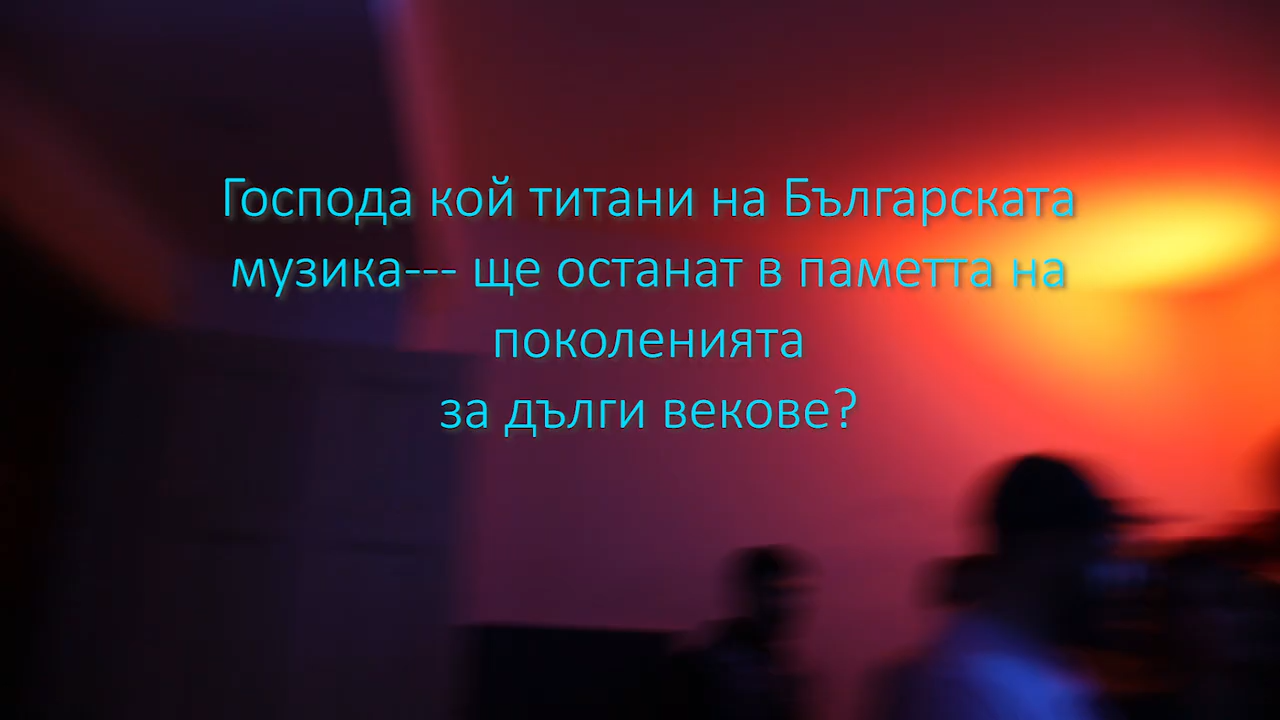 Господа кой титани на Българската
музика--- ще останат в паметта на
поколенията
за дълги векове?